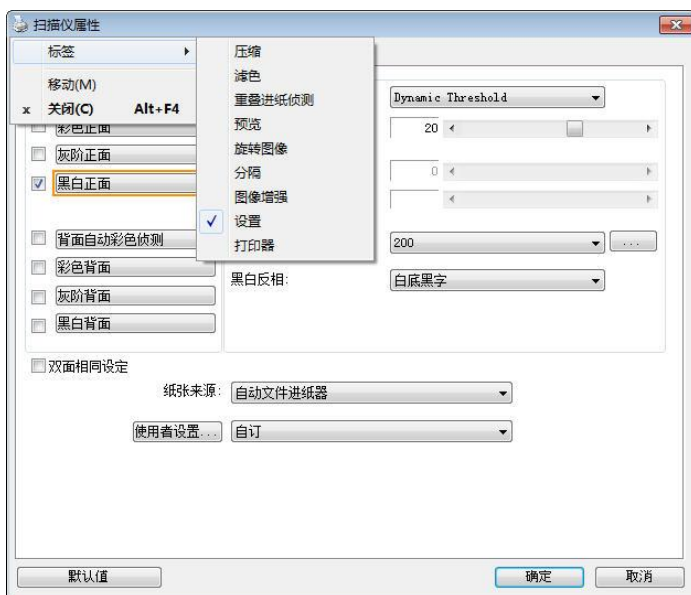 扫描仪属性
标签
移动(M)
x 关闭(C) Alt+F4
压缩
滤色
重叠进纸侦测
预览
旋转图像
分隔
图像增强
设置
打印器
彩色正面
灰阶正面
黑白正面
背面自动彩色侦测
彩色背面
灰阶背面
黑白背面
Dynamic Threshold
20
0
200
...
黑白反相:
白底黑字
双面相同设定
纸张来源:
自动文件进纸器
使用者设置...
自订
默认值
确定
取消